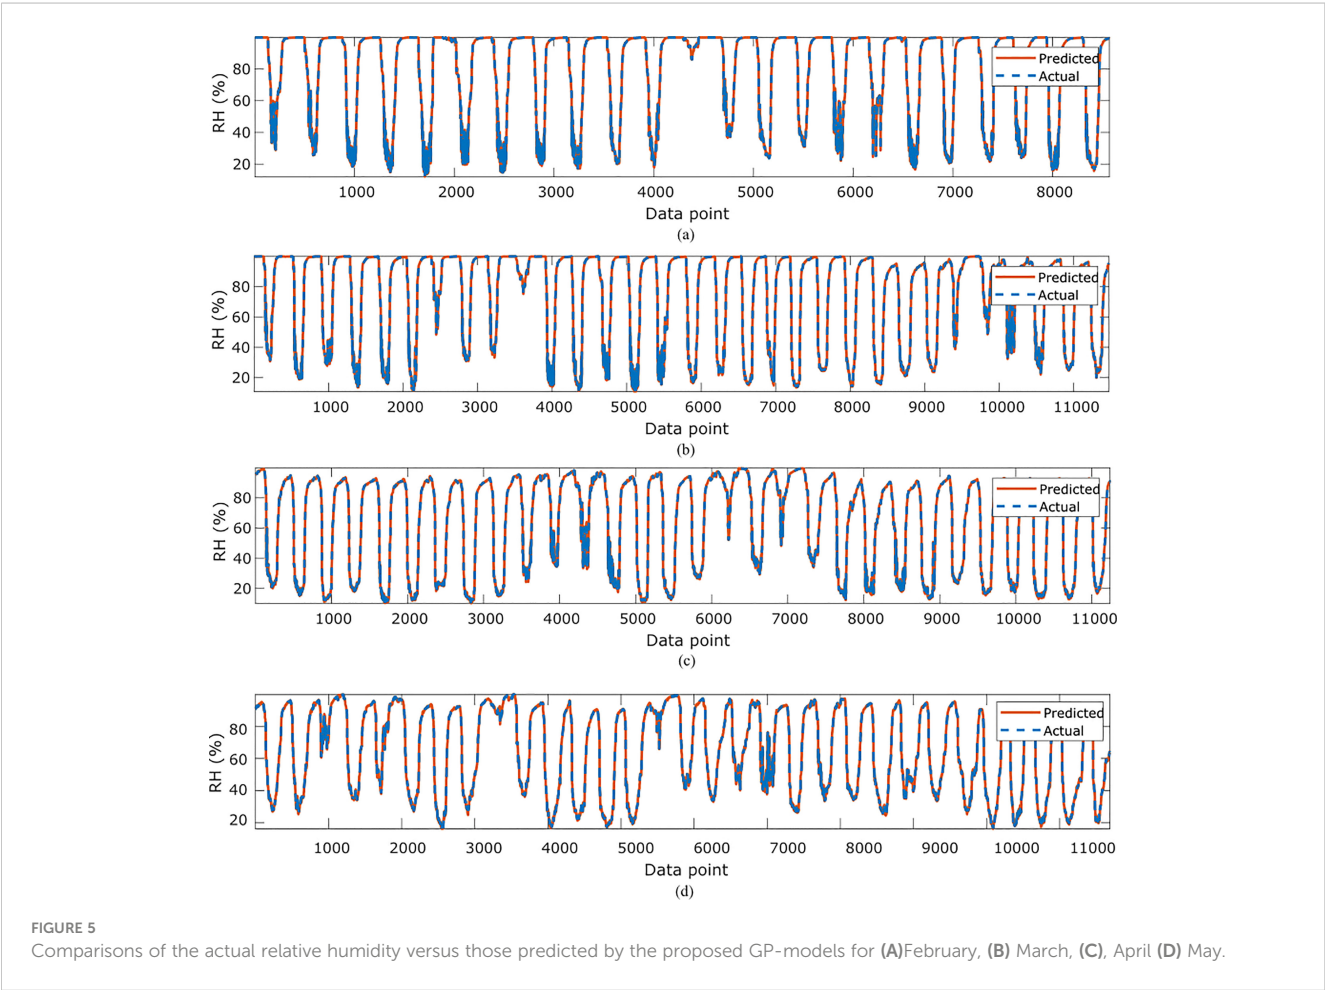 80
60
40
20
RH (%)
Predicted
Actual
1000 2000 3000 4000 5000 6000 7000 8000
Data point
(a)
80
60
40
20
RH (%)
Predicted
Actual
1000 2000 3000 4000 5000 6000 7000 8000 9000 10000 11000
Data point
(b)
80
60
40
20
RH (%)
Predicted
Actual
1000 2000 3000 4000 5000 6000 7000 8000 9000 10000 11000
Data point
(c)
80
60
40
20
RH (%)
Predicted
Actual
1000 2000 3000 4000 5000 6000 7000 8000 9000 10000 11000
Data point
(d)
FIGURE 5
Comparisons of the actual relative humidity versus those predicted by the proposed GP-models for (A)February, (B) March, (C), April (D) May.